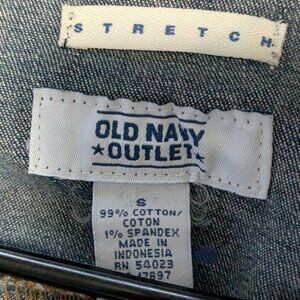 STRETCH
OLD NAVY
★OUTLET★
S
99% COTTON/
COTON
1% SPANDEX
MADE IN
INDONESIA
RN 54023